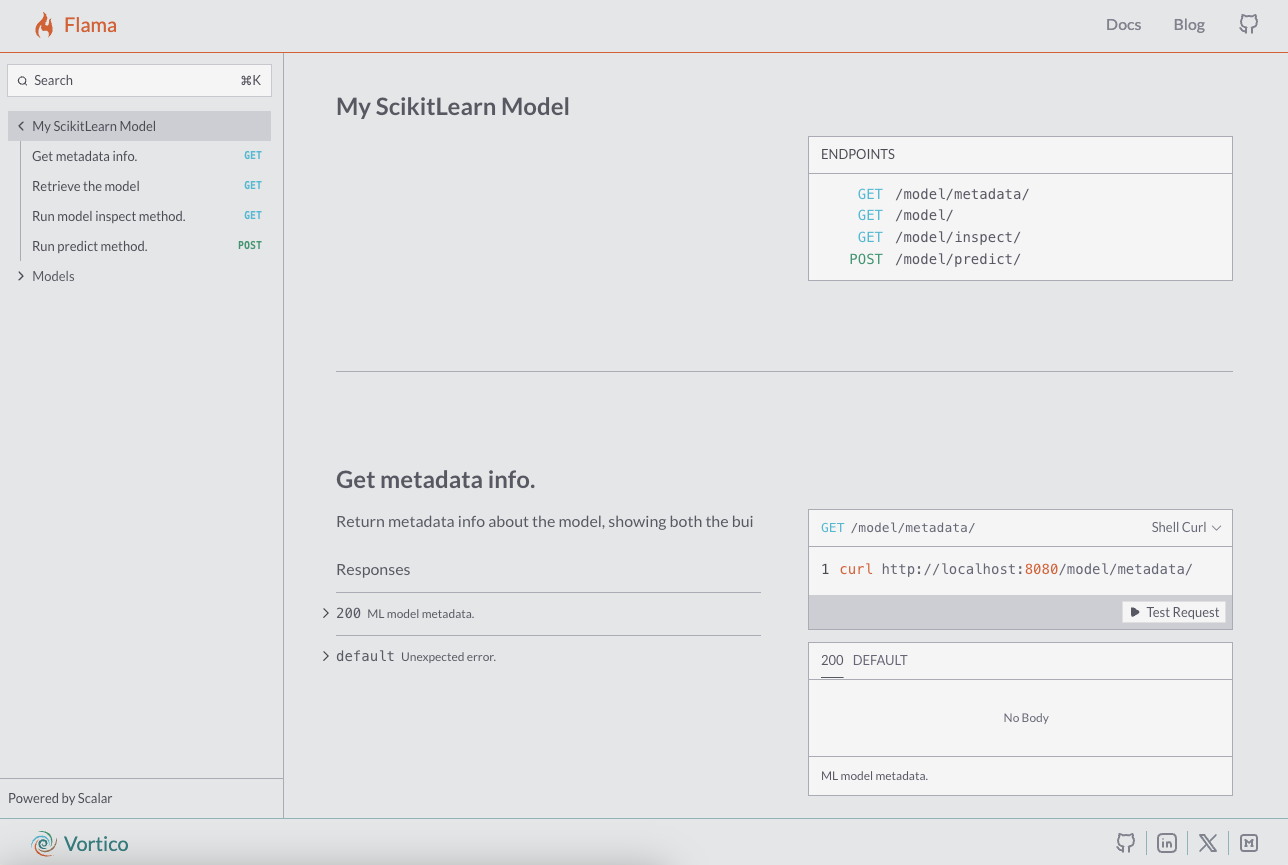 Flama
Docs
Blog
Search
⌘K
My ScikitLearn Model
Get metadata info.
GET
Retrieve the model
GET
Run model inspect method.
GET
Run predict method.
POST
Models
Powered by Scalar
My ScikitLearn Model
ENDPOINTS
GET /model/metadata/
GET /model/
GET /model/inspect/
POST /model/predict/
Get metadata info.
Return metadata info about the model, showing both the bui
Responses
200 ML model metadata.
default Unexpected error.
GET /model/metadata/
Shell Curl
1 curl http://localhost:8080/model/metadata/
Test Request
200 DEFAULT
No Body
ML model metadata.
Vortico